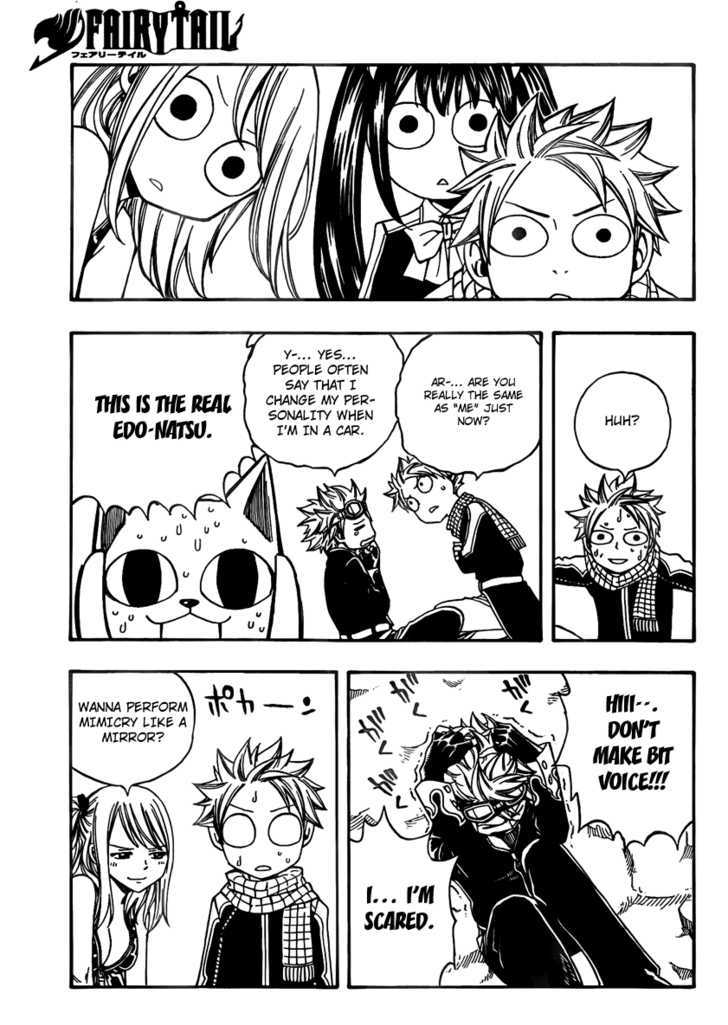 FAIRY TAIL
フェアリーテイル
HUH?
AR-... ARE YOU
REALLY THE SAME
AS "ME" JUST
NOW?
Y-... YES...
PEOPLE OFTEN
SAY THAT I
CHANGE MY PER-
SONALITY WHEN
I'M IN A CAR.
THIS IS THE REAL
EDO-NATSU.
HIII--.
DON'T
MAKE BIT
VOICE!!!
I... I'M
SCARED.
WANNA PERFORM
MIMICRY LIKE A
MIRROR?
ポカーン